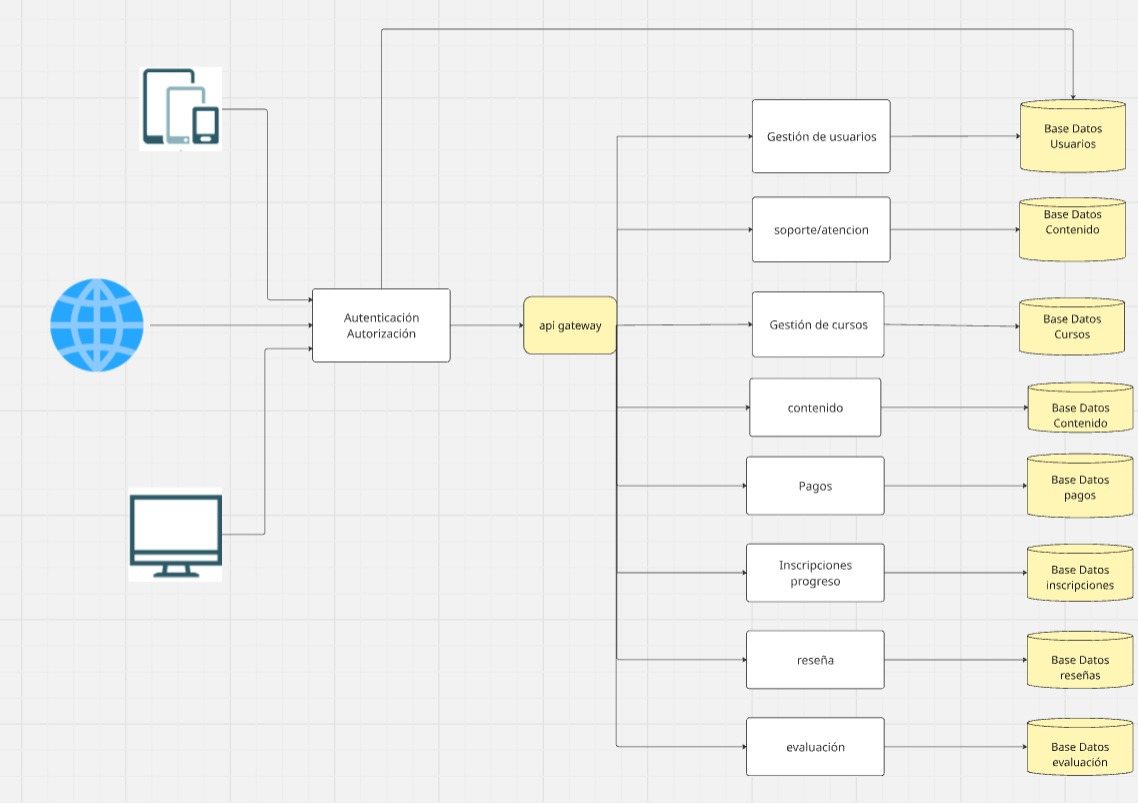 Gestión de usuarios
Base Datos
Usuarios
soporte/atencion
Base Datos
Contenido
Autenticación
Autorización
api gateway
Gestión de cursos
Base Datos
Cursos
contenido
Base Datos
Contenido
Pagos
Base Datos
pagos
Inscripciones
progreso
Base Datos
inscripciones
reseña
Base Datos
reseñas
evaluación
Base Datos
evaluación